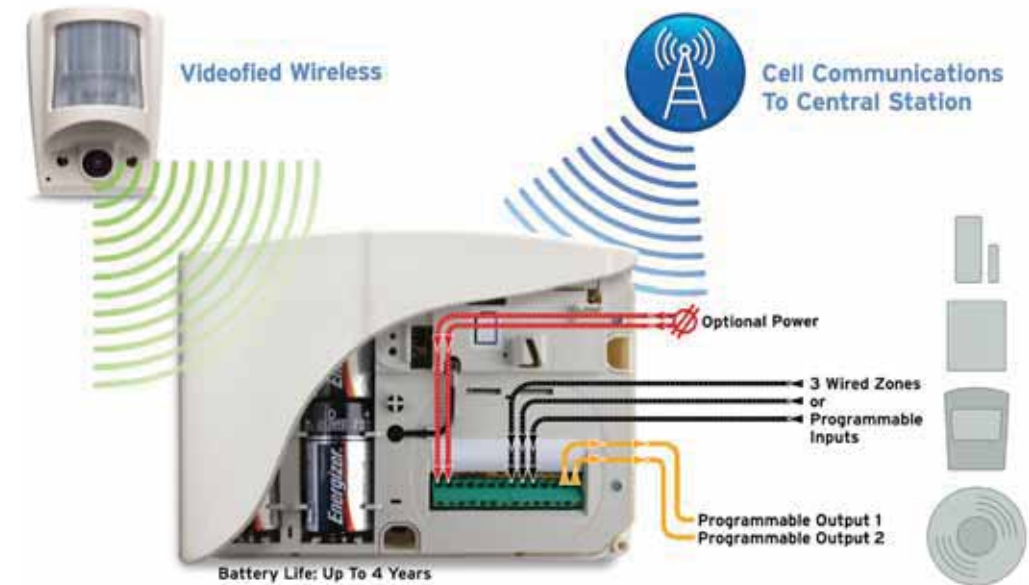 Videofied Wireless
Cell Communications
To Central Station
Optional Power
3 Wired Zones
or
Programmable
Inputs
Energizer
Programmable Output 1
Programmable Output 2
Battery Life: Up To 4 Years